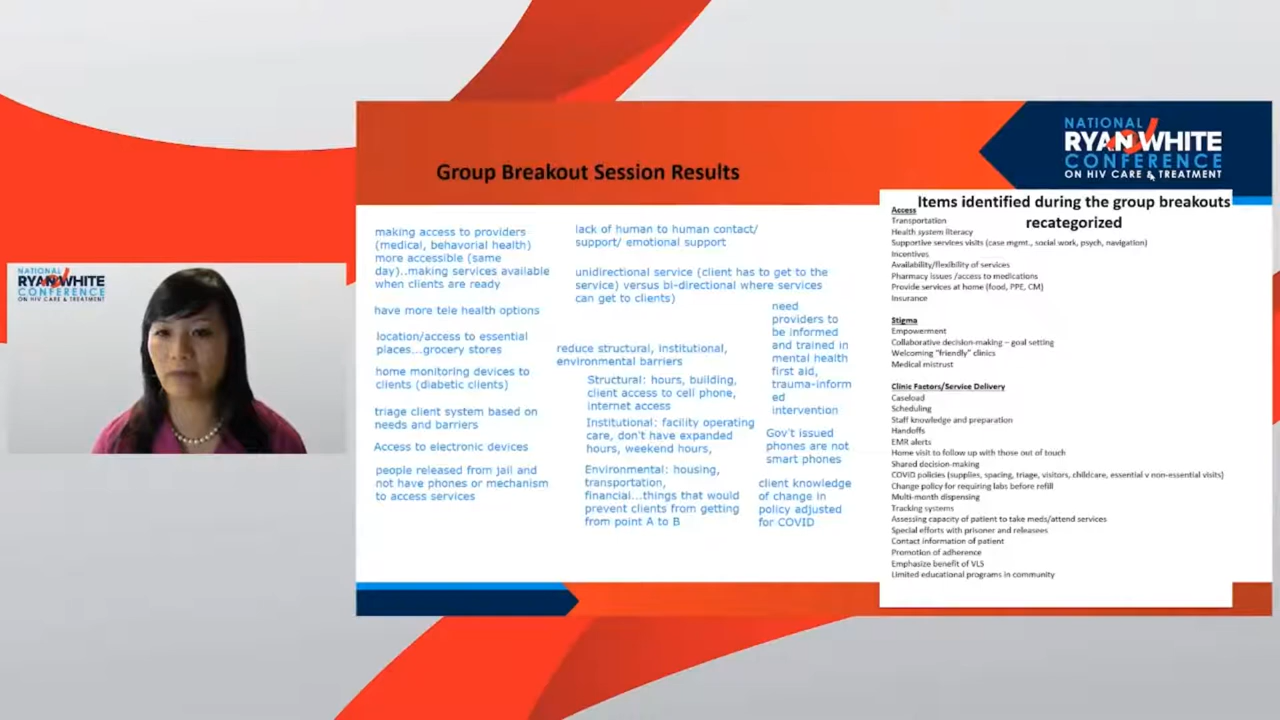 NATIONAL
RYAN WHITE
CONFERENCE
ON HIV CARE & TREATMENT
Group Breakout Session Results
NATIONAL
RYAN WHITE
CONFERENCE
ON HIV CARE & TREATMENT
making access to providers
(medical, behavorial health)
more accessible (same
day)..making services available
when clients are ready
have more tele health options
location/access to essential
places...grocery stores
home monitoring devices to
clients (diabetic clients)
triage client system based on
needs and barriers
Access to electronic devices
people released from jail and
not have phones or mechanism
to access services
lack of human to human contact/
support/ emotional support
unidirectional service (client has to get to the
service) versus bi-directional where services
can get to clients)
reduce structural, institutional,
environmental barriers
Structural: hours, building,
client access to cell phone,
internet access
Institutional: facility operating
care, don't have expanded
hours, weekend hours,
Environmental: housing,
transportation,
financial...things that would
prevent clients from getting
from point A to B
need
providers to
be informed
and trained in
mental health
first aid,
trauma-inform
ed
intervention
Gov't issued
phones are not
smart phones
client knowledge
of change in
policy adjusted
for COVID
Items identified during the group breakouts
recategorized
Access
Transportation
Health system literacy
Supportive services visits (case mgmt., social work, psych, navigation)
Incentives
Availability/flexibility of services
Pharmacy issues /access to medications
Provide services at home (food, PPE, CM)
Insurance
Stigma
Empowerment
Collaborative decision-making – goal setting
Welcoming "friendly" clinics
Medical mistrust
Clinic Factors/Service Delivery
Caseload
Scheduling
Staff knowledge and preparation
Handoffs
EMR alerts
Home visit to follow up with those out of touch
Shared decision-making
COVID policies (supplies, spacing, triage, visitors, childcare, essential v non-essential visits)
Change policy for requiring labs before refill
Multi-month dispensing
Tracking systems
Assessing capacity of patient to take meds/attend services
Special efforts with prisoner and releasees
Contact information of patient
Promotion of adherence
Emphasize benefit of VLS
Limited educational programs in community